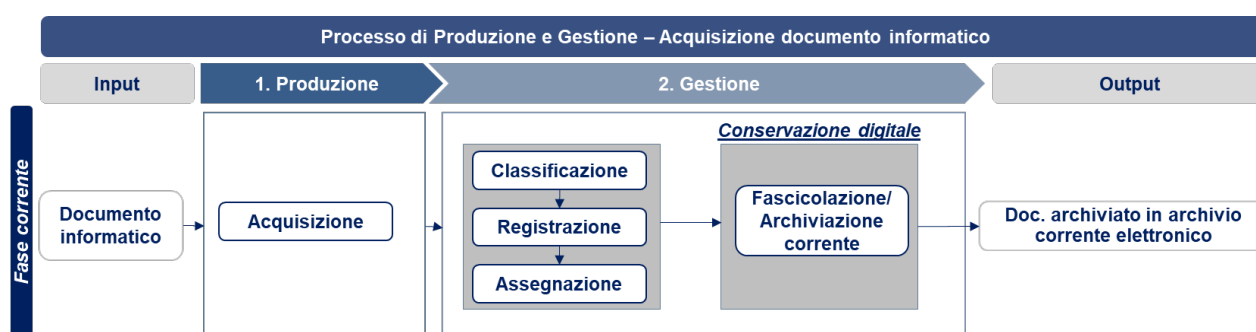 Processo di Produzione e Gestione – Acquisizione documento informatico
Input
1. Produzione
2. Gestione
Output
Fase corrente
Documento
informatico
Acquisizione
Classificazione
Registrazione
Assegnazione
Conservazione digitale
Fascicolazione/
Archiviazione
corrente
Doc. archiviato in archivio
corrente elettronico